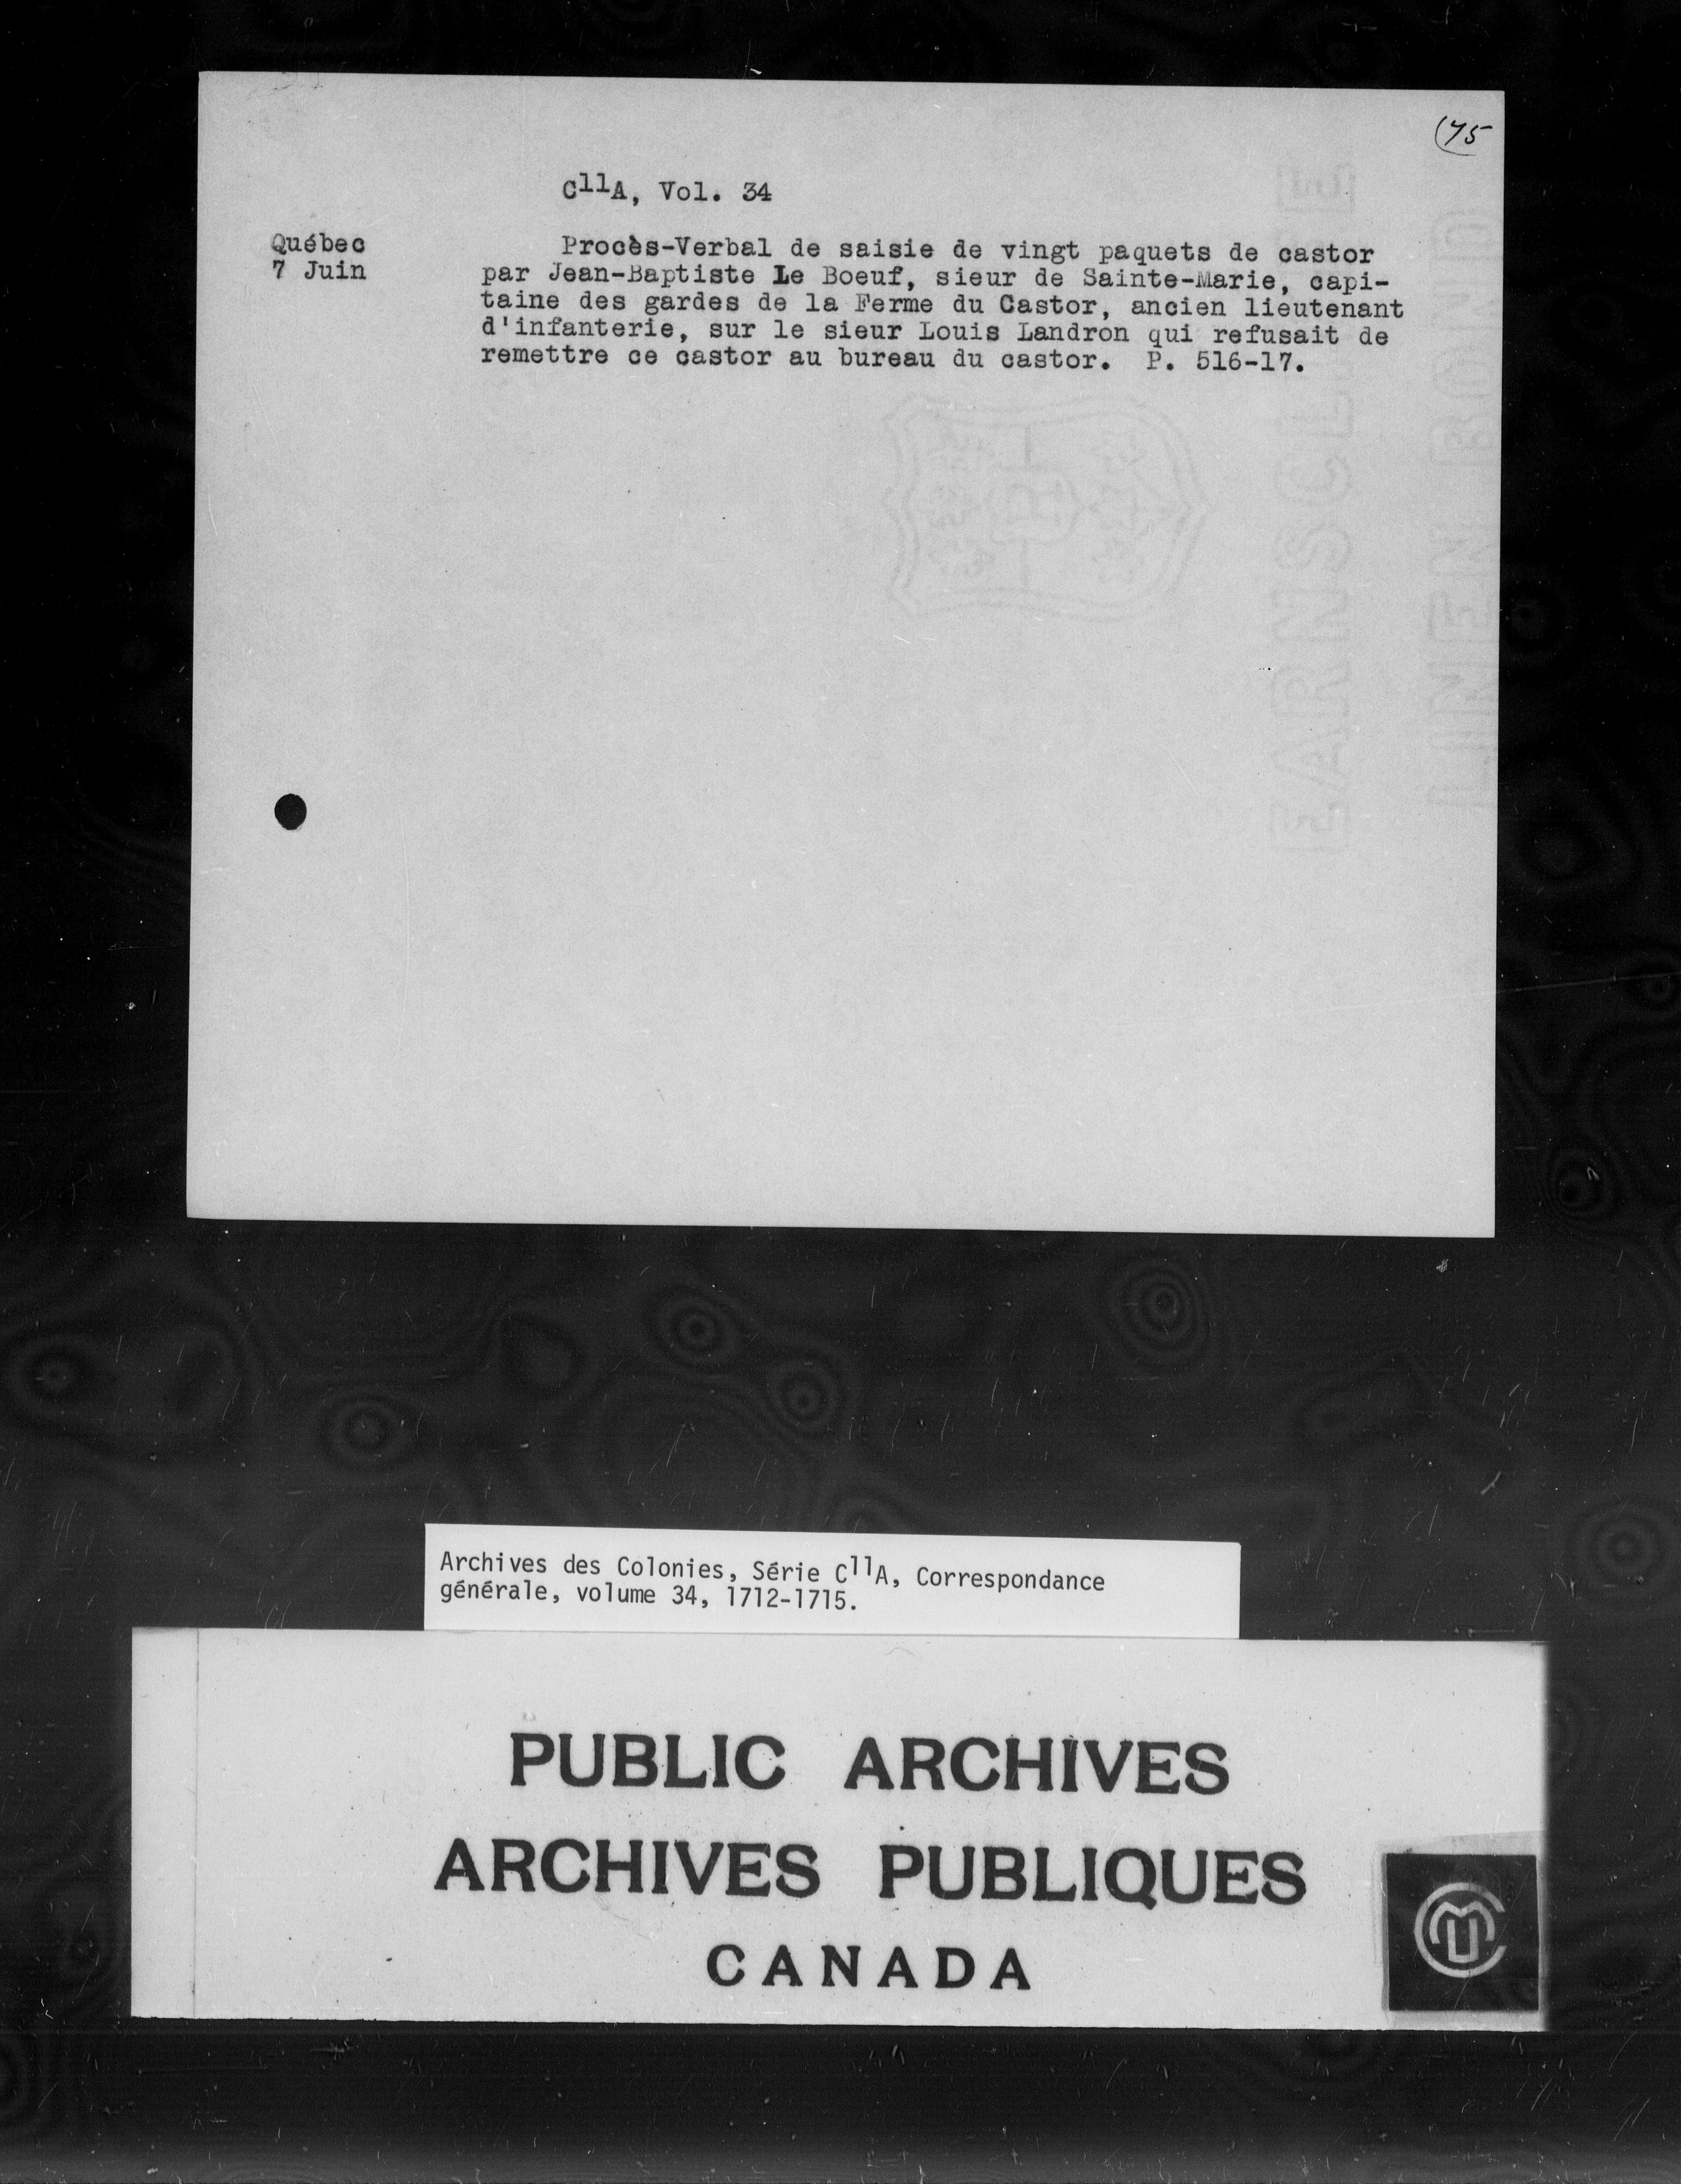 (75
C11A, Vol. 34
Québec
7 Juin
Procès-Verbal de saisie de vingt paquets de castor
par Jean-Baptiste Le Boeuf, sieur de Sainte-Marie, capi-
taine des gardes de la Ferme du Castor, ancien lieutenant
d'infanterie, sur le sieur Louis Landron qui refusait de
remettre ce castor au bureau du castor. P. 516-17.
Archives des Colonies, Série C11A, Correspondance
générale, volume 34, 1712-1715.
PUBLIC ARCHIVES
ARCHIVES PUBLIQUES
CANADA